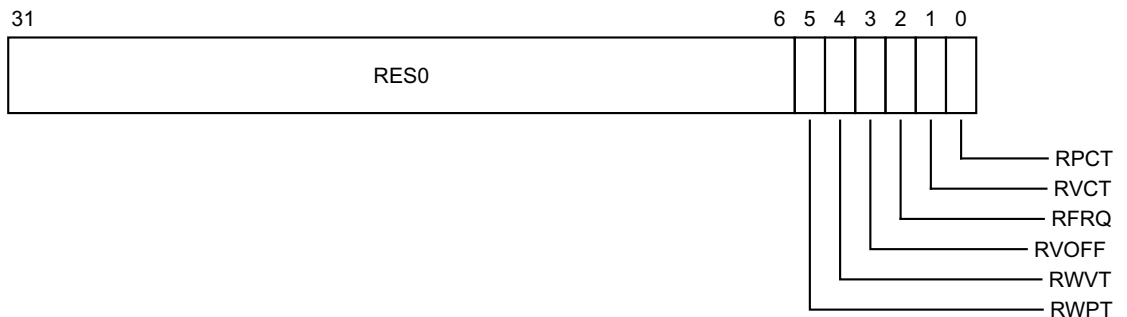 31 6 5 4 3 2 1 0
RES0
RPCT
RVCT
RFRQ
RVOFF
RWVT
RWPT